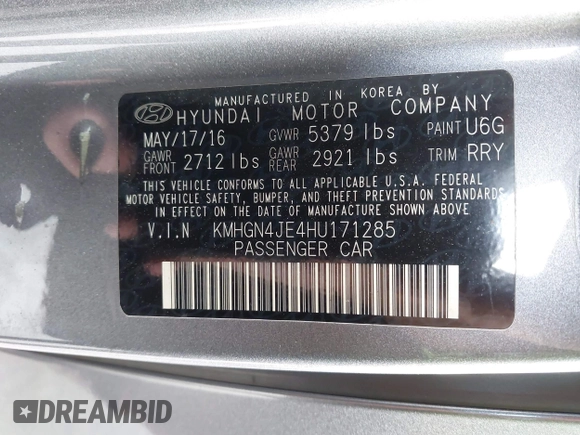 MANUFACTURED IN KOREA BY
HYUNDAI MOTOR COMPANY
MAY/17/16 GVWR 5379 lbs PAINT U6G
GAWR FRONT 2712 lbs GAWR REAR 2921 lbs TRIM RRY
THIS VEHICLE CONFORMS TO ALL APPLICABLE U.S.A. FEDERAL
MOTOR VEHICLE SAFETY, BUMPER, AND THEFT PREVENTION STANDARDS
IN EFFECT ON THE DATE OF MANUFACTURE SHOWN ABOVE
V.I.N KMHGN4JE4HU171285
PASSENGER CAR
DREAMBID